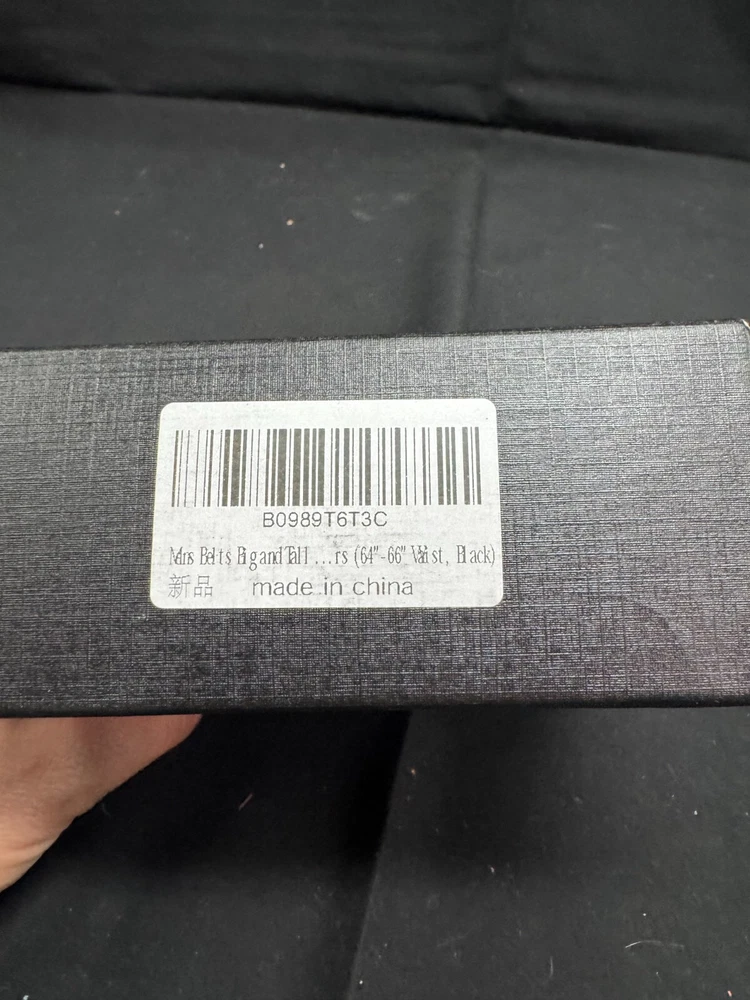 B0989T6T3C
Mens Belts Big and Tall ...rs (64"-66" Waist, Black)
新品 made in china